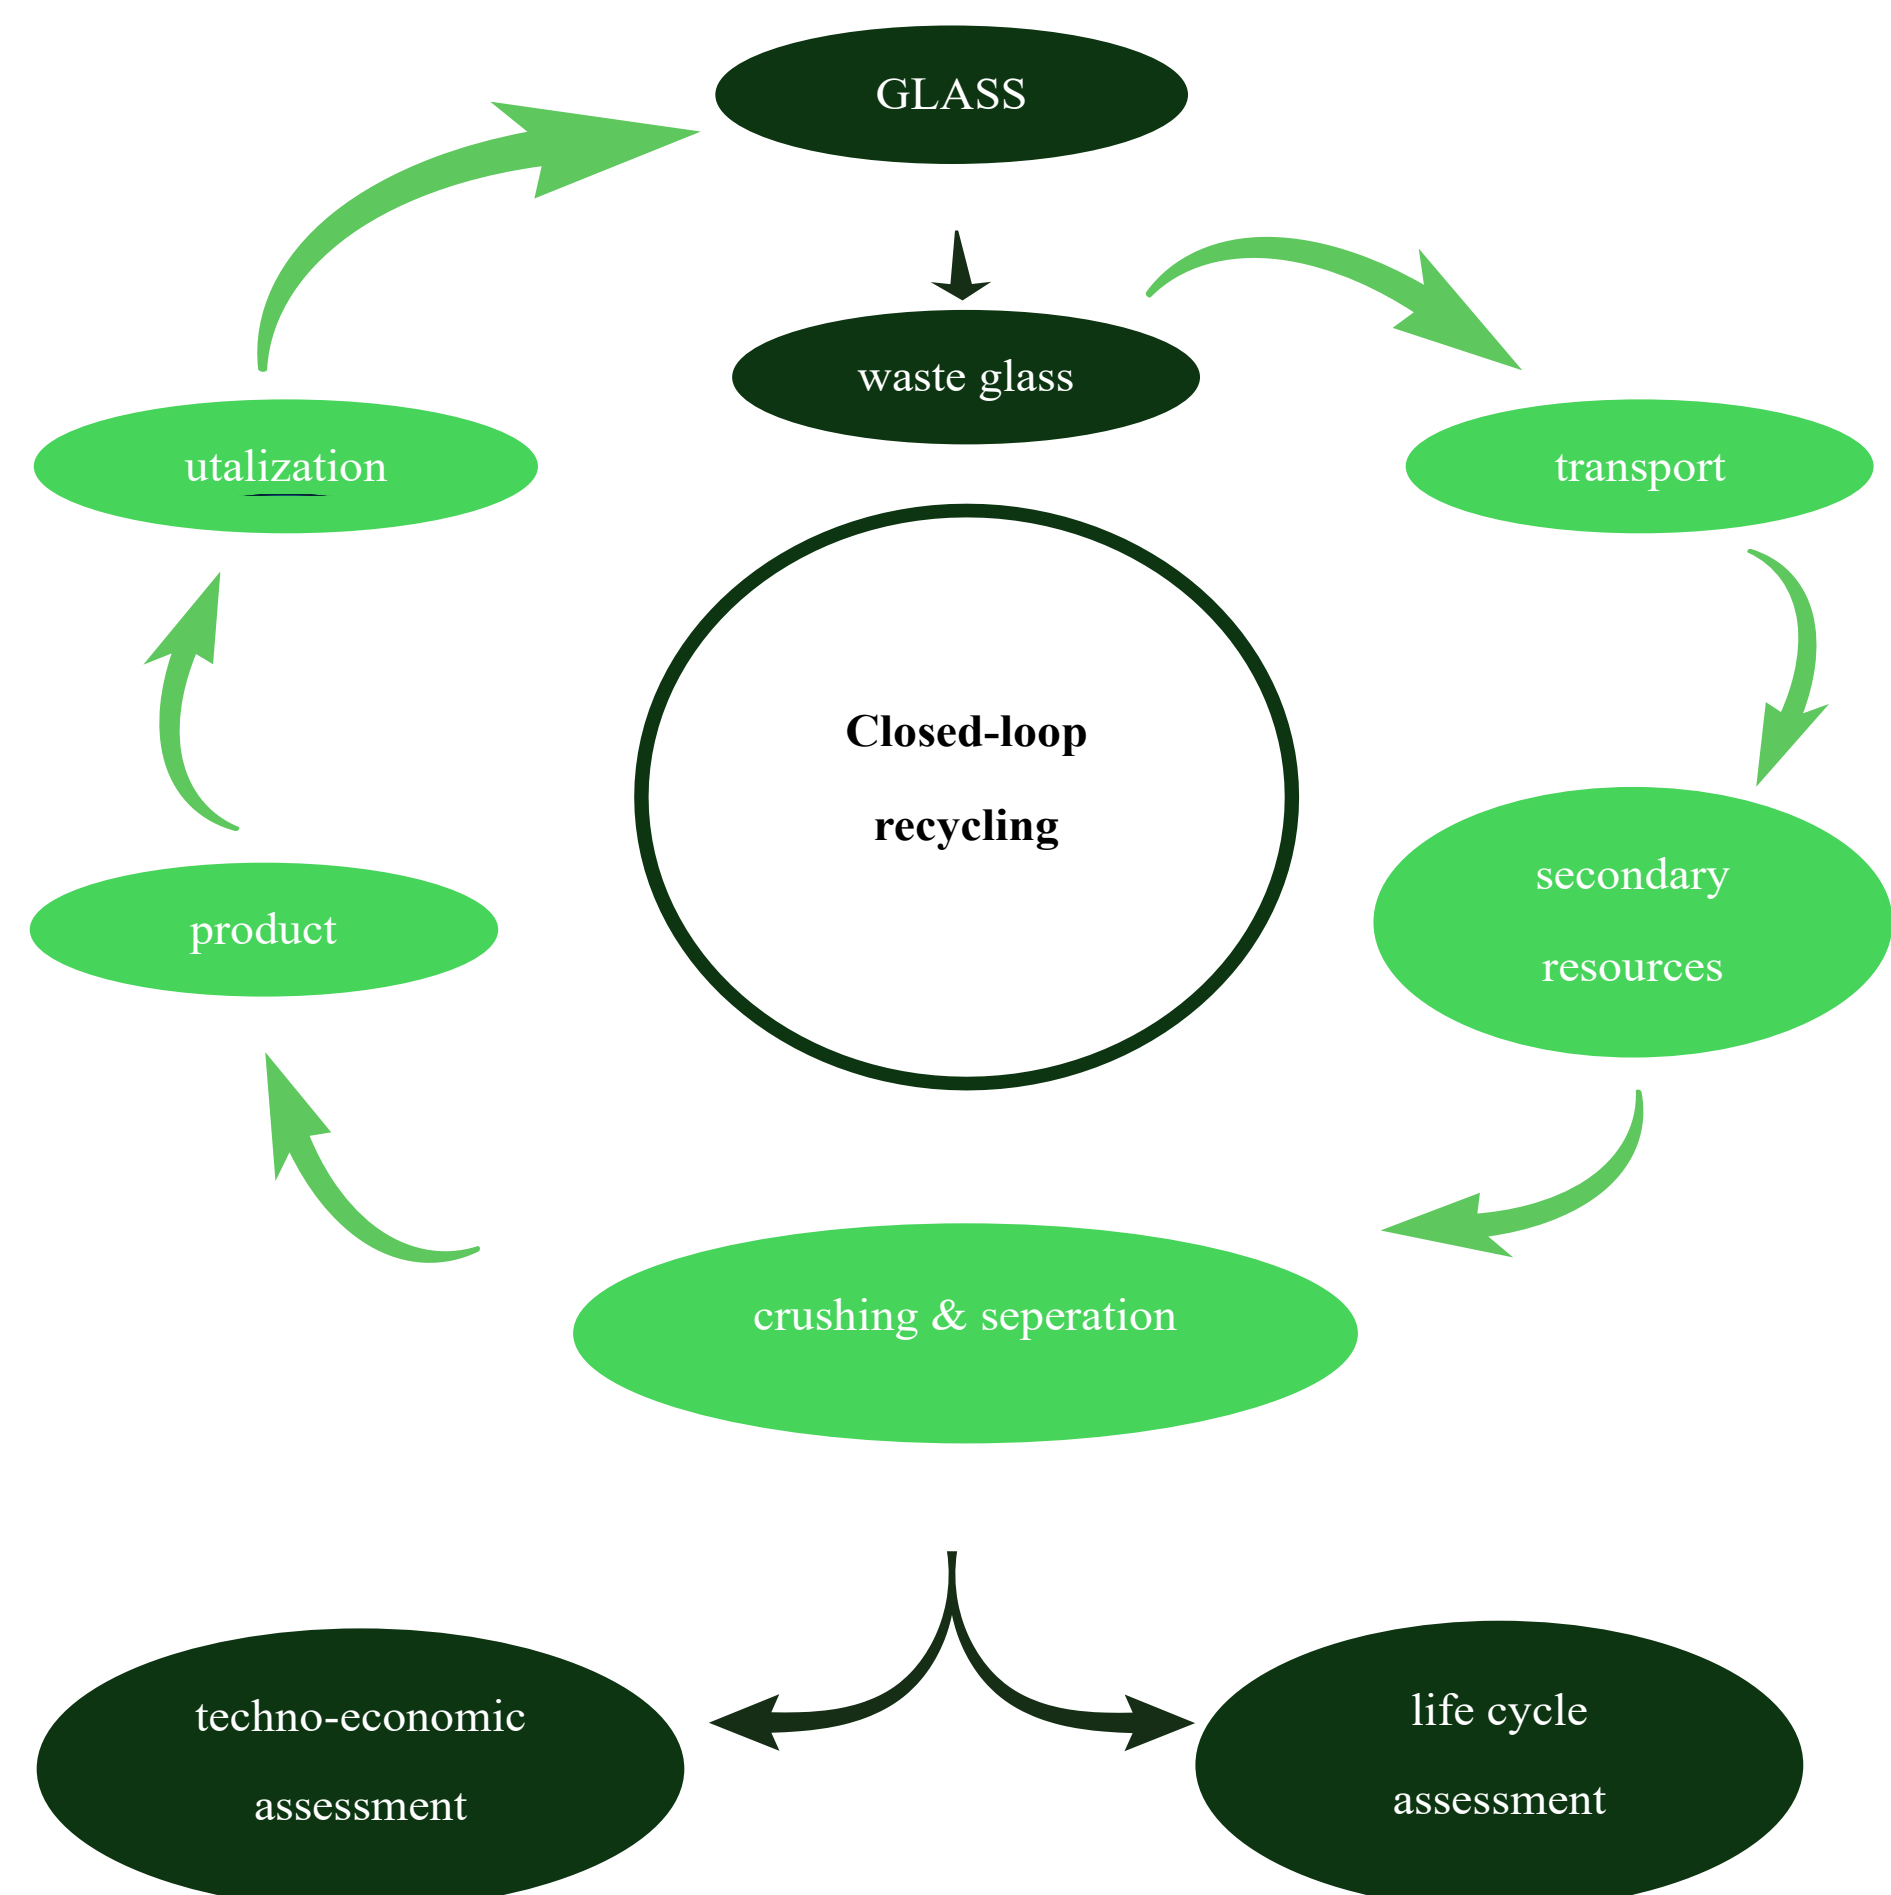 GLASS
waste glass
utalization
transport
Closed-loop
recycling
secondary
resources
product
crushing & seperation
techno-economic
assessment
life cycle
assessment